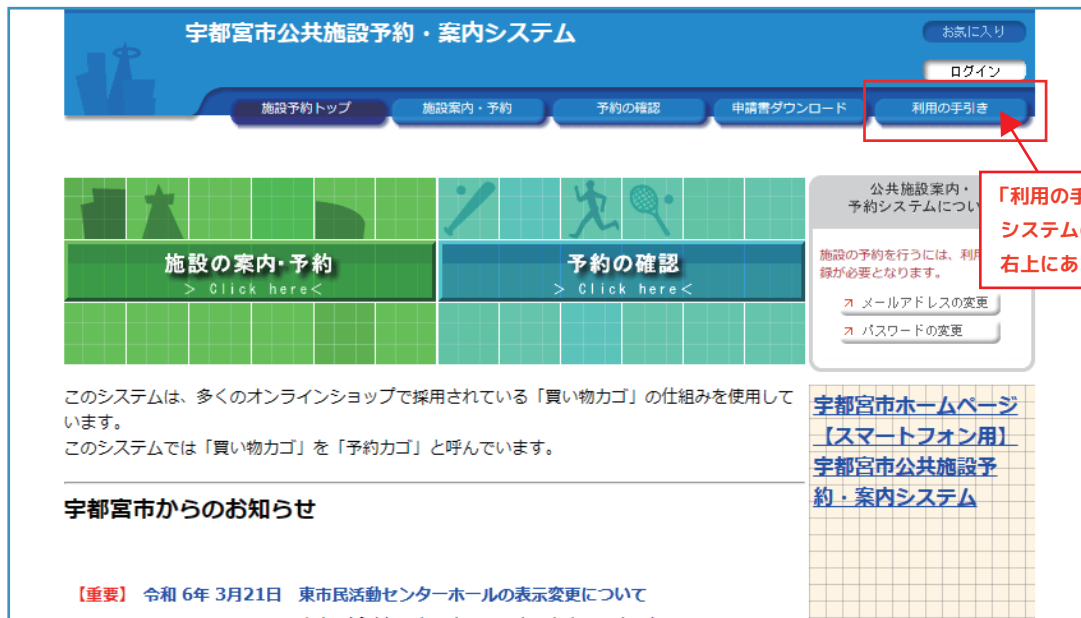 宇都宮市公共施設予約・案内システム
お気に入り
ログイン
施設予約トップ
施設案内・予約
予約の確認
申請書ダウンロード
利用の手引き
施設の案内・予約
> Click here<
予約の確認
> Click here<
公共施設案内・
予約システムについ
施設の予約を行うには、利用
録が必要となります。
メールアドレスの変更
パスワードの変更
「利用の手
システムの
右上にあ
このシステムは、多くのオンラインショップで採用されている「買い物カゴ」の仕組みを使用して
います。
このシステムでは「買い物カゴ」を「予約カゴ」と呼んでいます。
宇都宮市ホームページ
【スマートフォン用】
宇都宮市公共施設予
約・案内システム
宇都宮市からのお知らせ
【重要】 令和 6年 3月21日 東市民活動センターホールの表示変更について